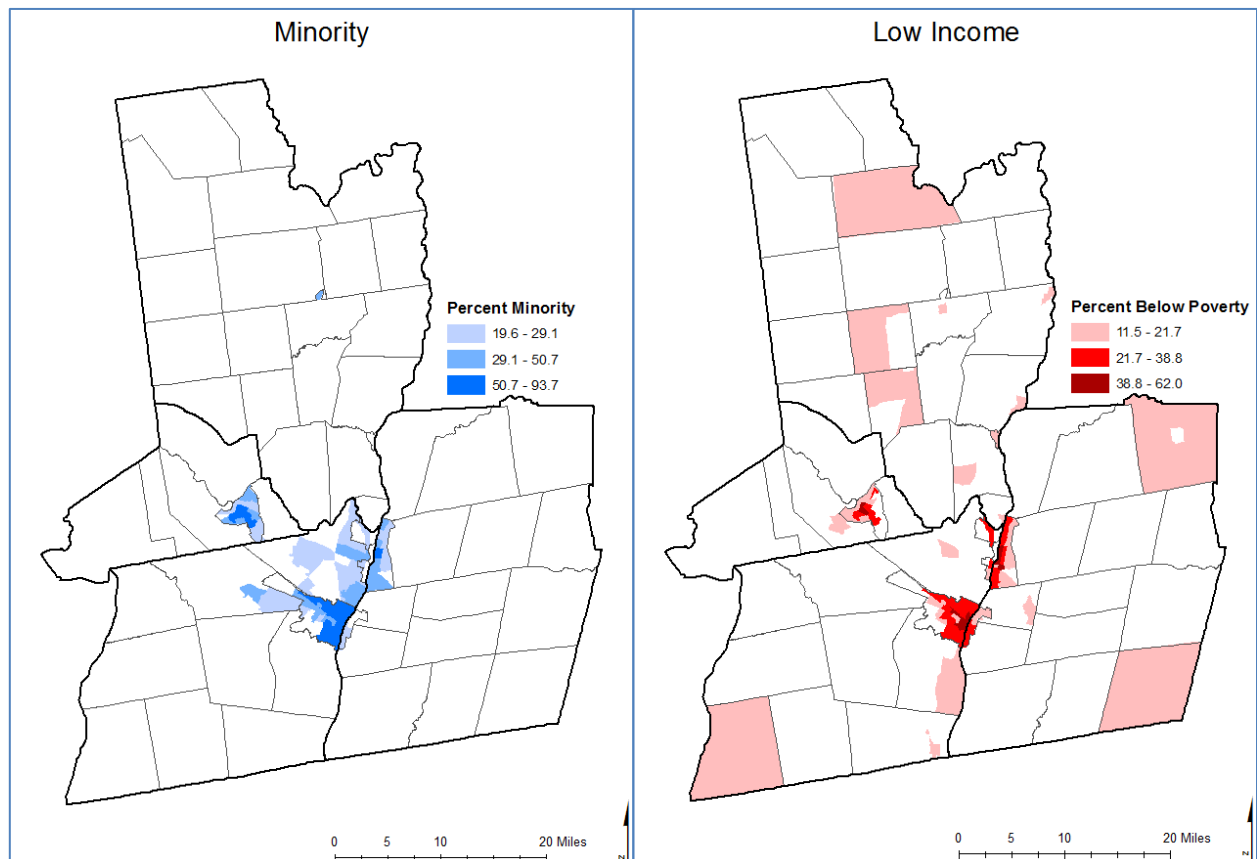 Minority
Percent Minority
19.6 - 29.1
29.1 - 50.7
50.7 - 93.7
0 5 10 20 Miles
Low Income
Percent Below Poverty
11.5 - 21.7
21.7 - 38.8
38.8 - 62.0
0 5 10 20 Miles